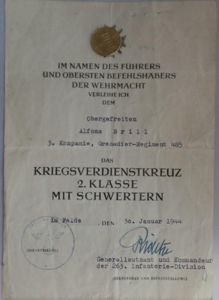 IM NAMEN DES FÜHRERS
UND OBERSTEN BEFEHLSHABERS
DER WEHRMACHT
VERLEIHE ICH
DEM
Obergefreiten
Alfons Brill
3. Kompanie, Grenadier-Regiment 485
DAS
KRIEGSVERDIENSTKREUZ
2. KLASSE
MIT SCHWERTERN
Im Felde, DEN 30. Januar 1944
Generalleutnant und Kommandeur
der 263. Infanterie-Division